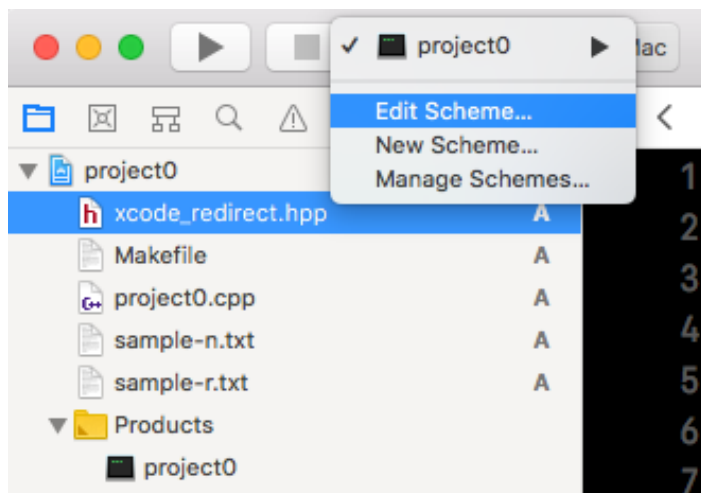 project0
Mac
Edit Scheme...
New Scheme...
Manage Schemes...
project0
xcode_redirect.hpp A
Makefile A
project0.cpp A
sample-n.txt A
sample-r.txt A
Products
project0
1
2
3
4
5
6
7